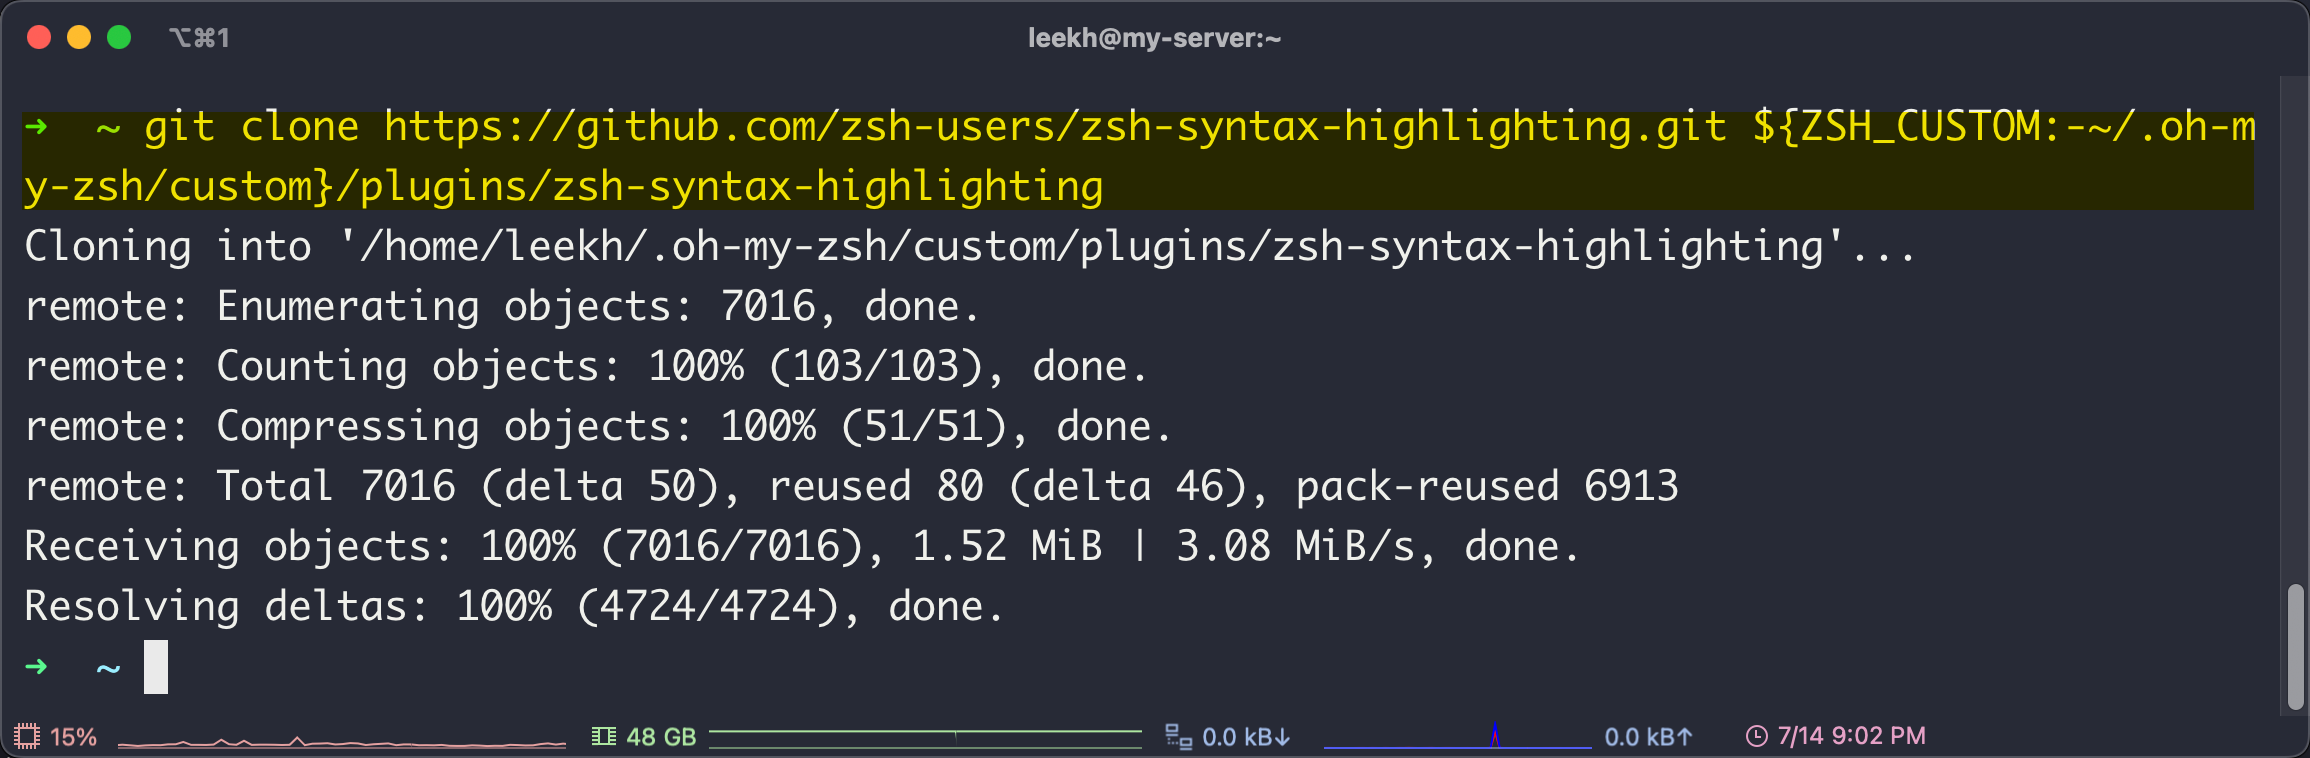 ⌥⌘1
leekh@my-server:~
➜  ~ git clone https://github.com/zsh-users/zsh-syntax-highlighting.git ${ZSH_CUSTOM:-~/.oh-m
y-zsh/custom}/plugins/zsh-syntax-highlighting
Cloning into '/home/leekh/.oh-my-zsh/custom/plugins/zsh-syntax-highlighting'...
remote: Enumerating objects: 7016, done.
remote: Counting objects: 100% (103/103), done.
remote: Compressing objects: 100% (51/51), done.
remote: Total 7016 (delta 50), reused 80 (delta 46), pack-reused 6913
Receiving objects: 100% (7016/7016), 1.52 MiB | 3.08 MiB/s, done.
Resolving deltas: 100% (4724/4724), done.
➜  ~
15% 48 GB 0.0 kB↓ 0.0 kB↑ 7/14 9:02 PM